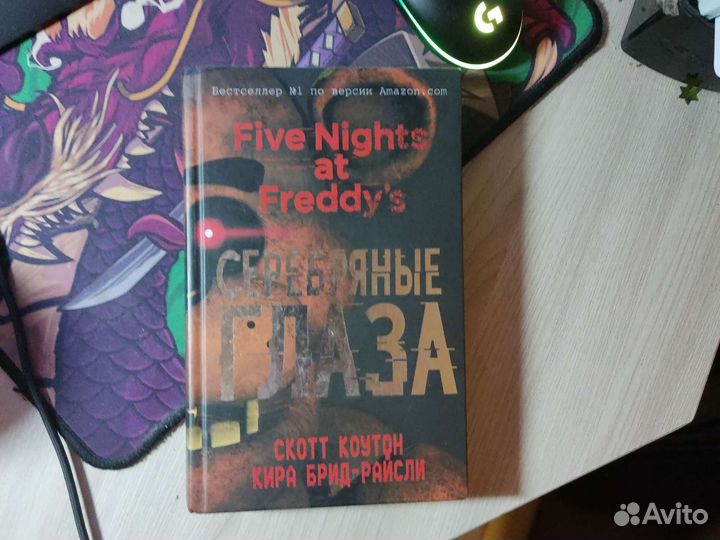 Бестселлер №1 по версии Amazon.com
Five Nights
at
Freddy's
СЕРЕБРЯНЫЕ
ГЛАЗА
СКОТТ КОУТОН
КИРА БРИД-РАЙСЛИ
Avito